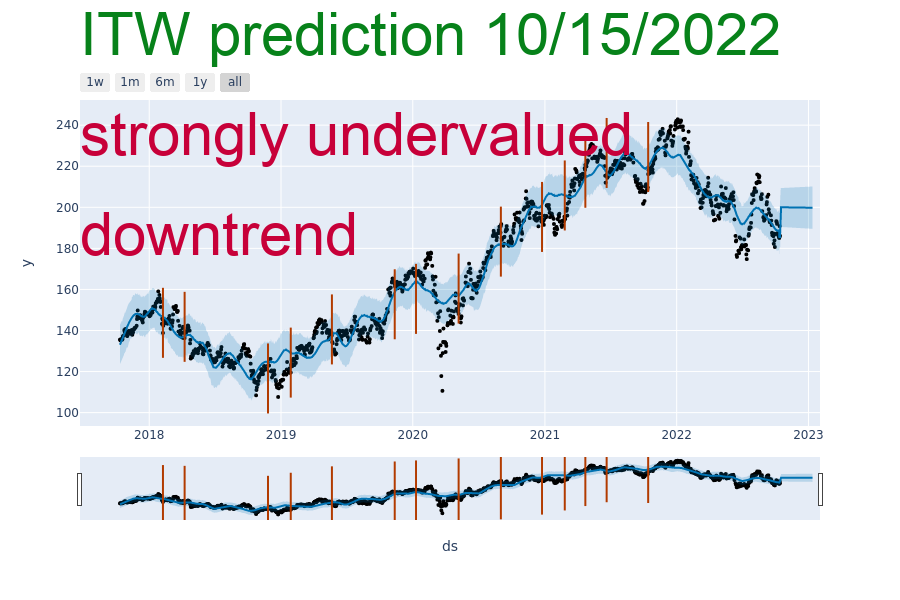 ITW prediction 10/15/2022
1w 1m 6m 1y all
strongly undervalued
downtrend
240
220
200
180
160
140
120
100
y
2018 2019 2020 2021 2022 2023
ds